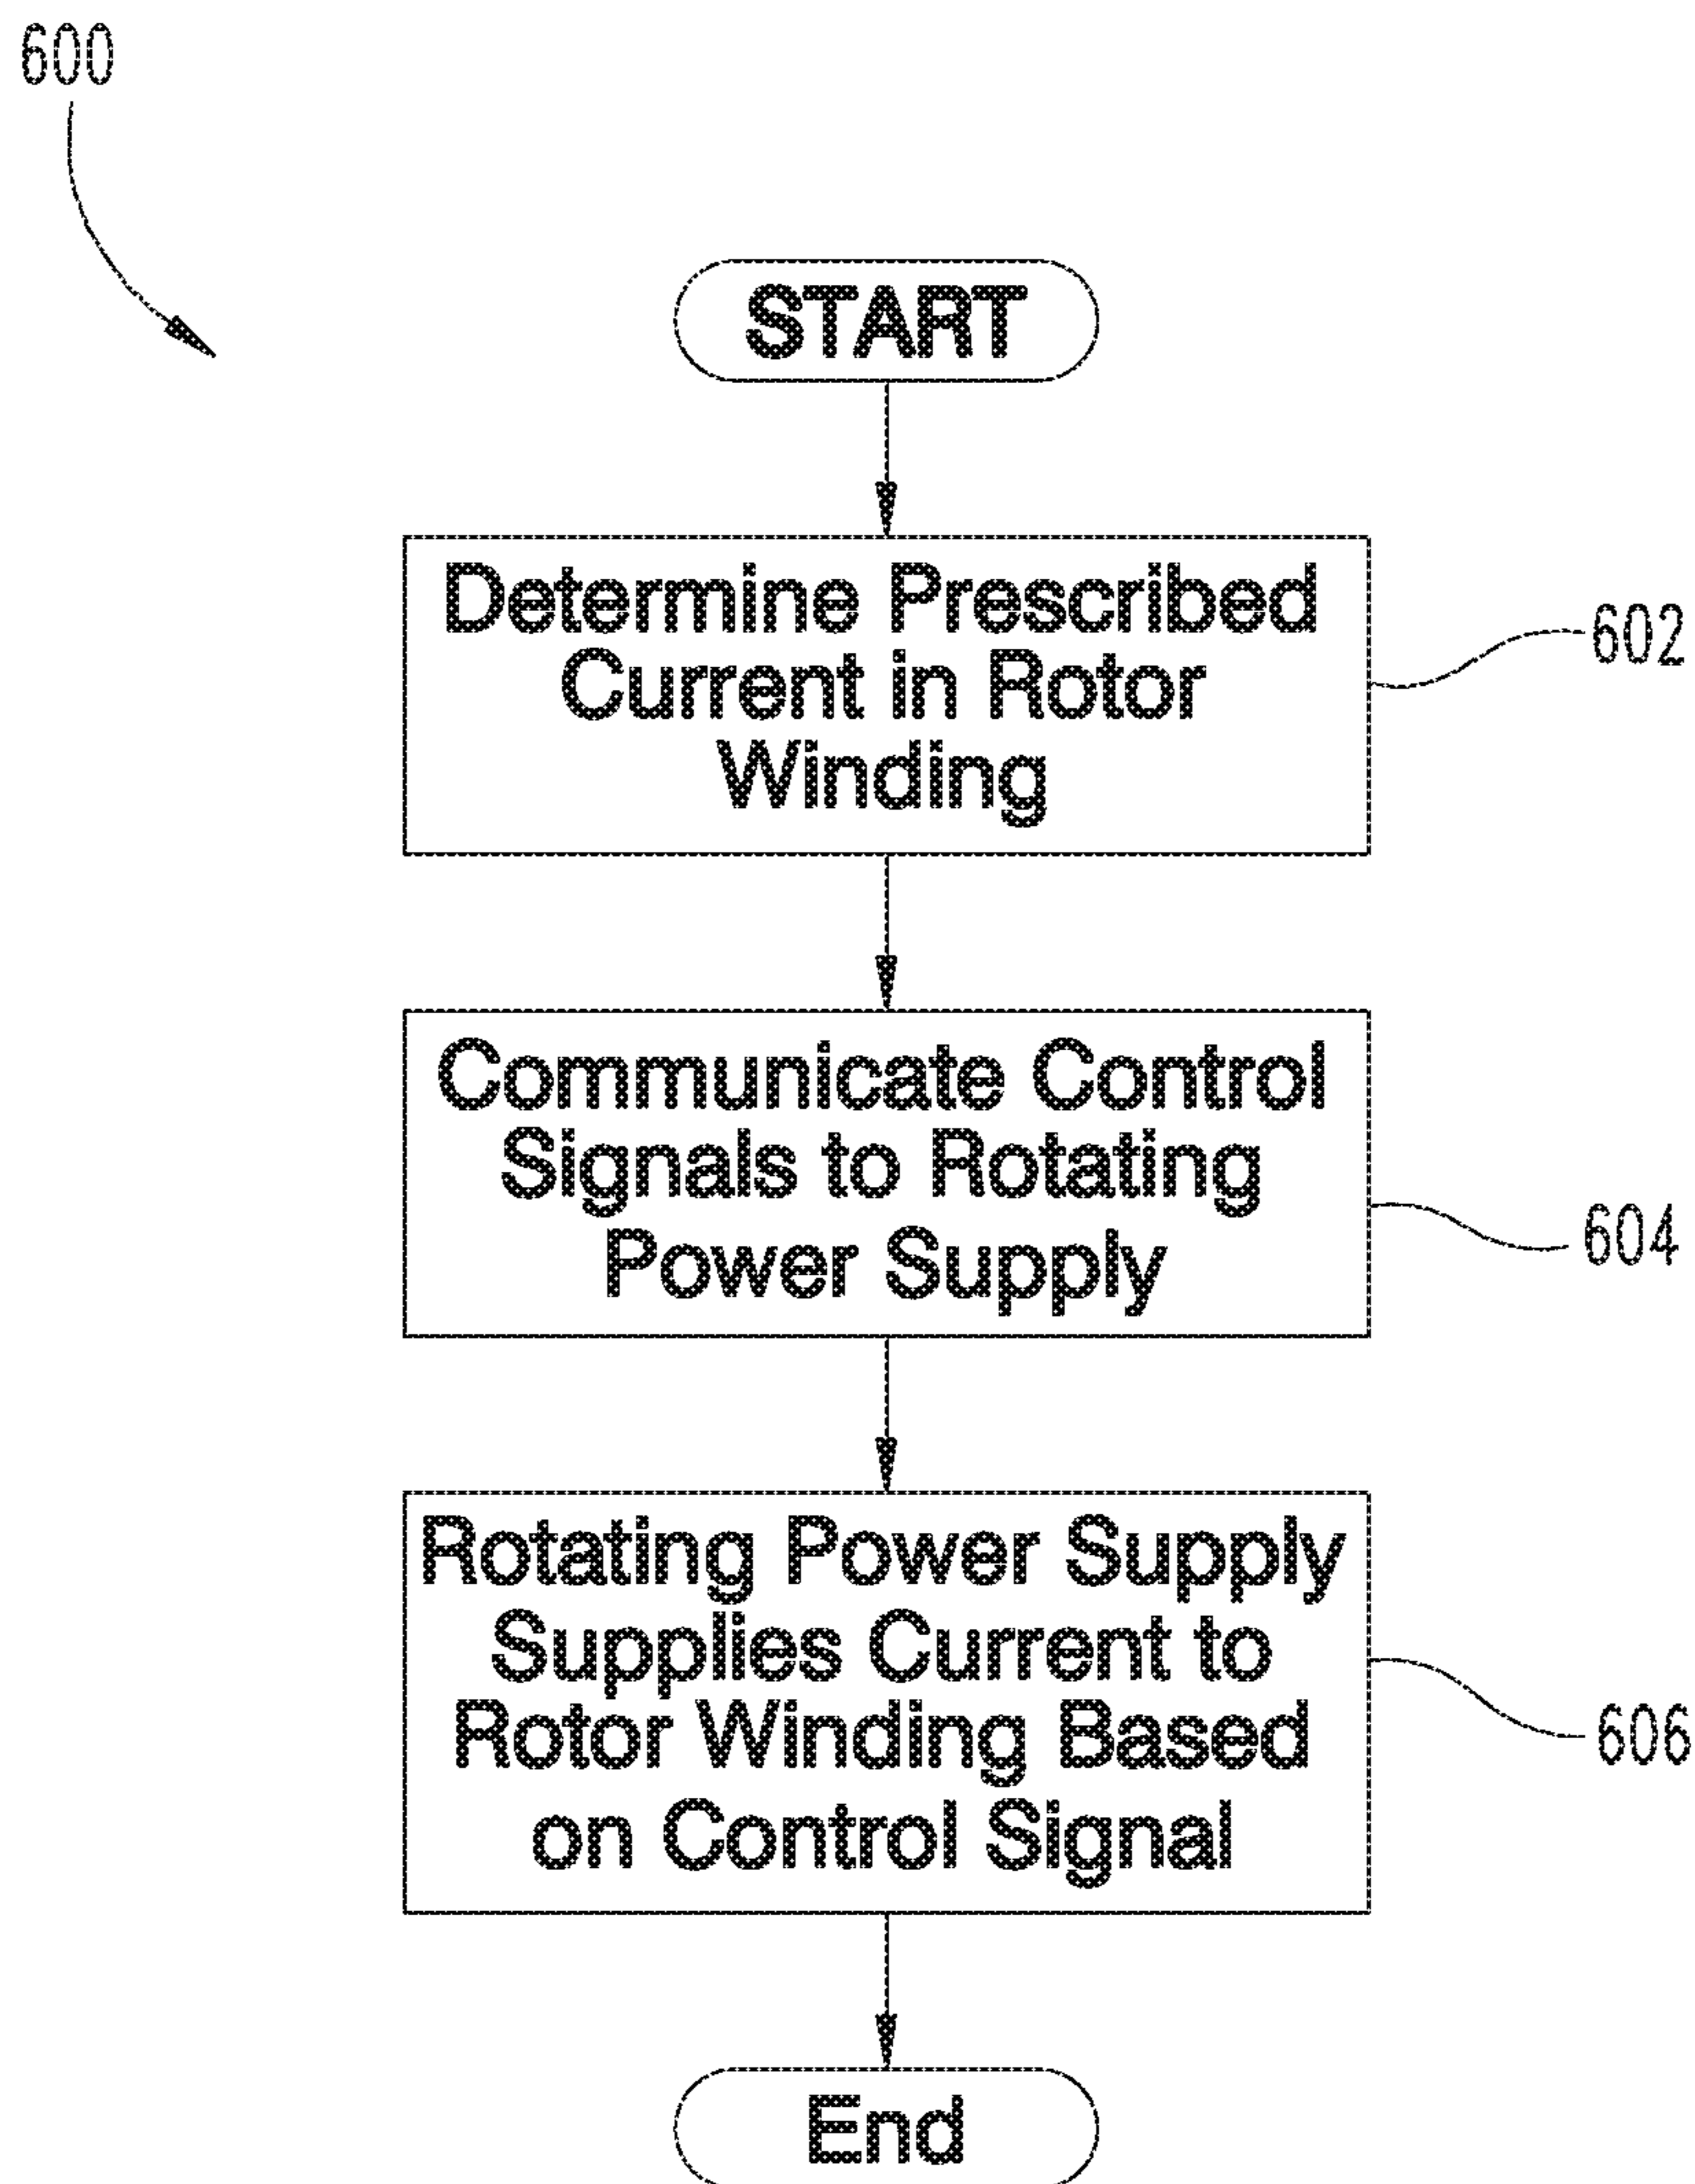 600
START
Determine Prescribed
Current in Rotor
Winding
602
Communicate Control
Signals to Rotating
Power Supply
604
Rotating Power Supply
Supplies Current to
Rotor Winding Based
on Control Signal
606
End